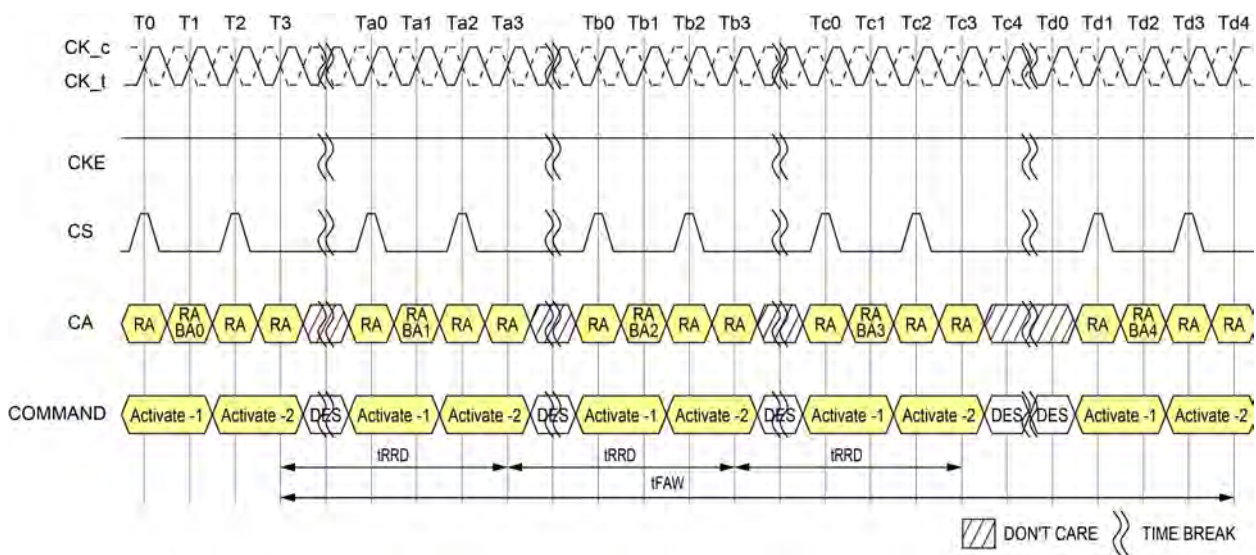 T0 T1 T2 T3 Ta0 Ta1 Ta2 Ta3 Tb0 Tb1 Tb2 Tb3 Tc0 Tc1 Tc2 Tc3 Tc4 Td0 Td1 Td2 Td3 Td4
CK_c
CK_t
CKE
CS
CA RA RA BA0 RA RA RA RA BA1 RA RA RA RA BA2 RA RA RA RA BA3 RA RA RA RA BA4 RA RA
COMMAND Activate -1 Activate -2 DES Activate -1 Activate -2 DES Activate -1 Activate -2 DES Activate -1 Activate -2 DES DES Activate -1 Activate -2
tRRD tRRD tRRD
tFAW
DON'T CARE TIME BREAK